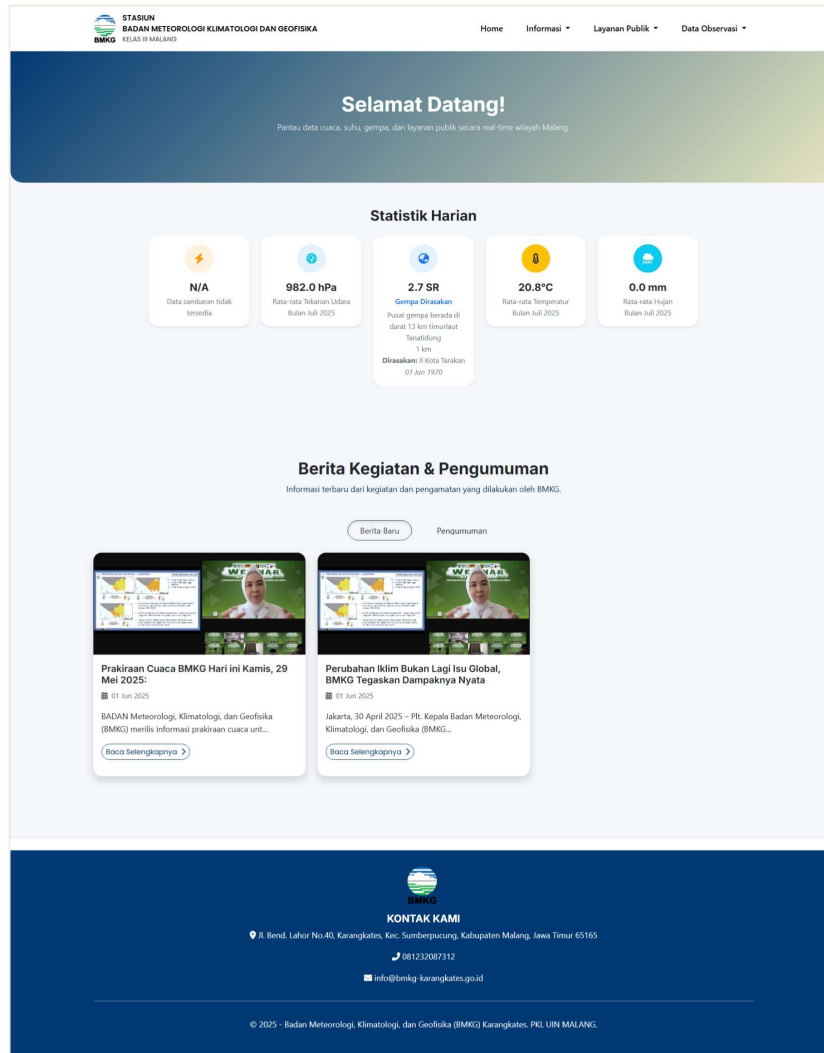 STASIUN
BADAN METEOROLOGI KLIMATOLOGI DAN GEOFISIKA
KELAS III MALANG
BMKG
Home Informasi Layanan Publik Data Observasi
Selamat Datang!
Pantau data cuaca, suhu, gempa, dan layanan publik secara real-time wilayah Malang.
Statistik Harian
N/A
Data sambaran tidak
tersedia
982.0 hPa
Rata-rata Tekanan Udara
Bulan Juli 2025
2.7 SR
Gempa Dirasakan
Pusat gempa berada di
darat 13 km timurlaut
Tanatidung
1 km
Dirasakan: II Kota Tarakan
01 Jan 1970
20.8°C
Rata-rata Temperatur
Bulan Juli 2025
0.0 mm
Rata-rata Hujan
Bulan Juli 2025
Berita Kegiatan & Pengumuman
Informasi terbaru dari kegiatan dan pengamatan yang dilakukan oleh BMKG.
Berita Baru Pengumuman
WEBINAR
Prakiraan Cuaca BMKG Hari ini Kamis, 29
Mei 2025:
01 Jun 2025
BADAN Meteorologi, Klimatologi, dan Geofisika
(BMKG) merilis informasi prakiraan cuaca unt...
Baca Selengkapnya
WEBINAR
Perubahan Iklim Bukan Lagi Isu Global,
BMKG Tegaskan Dampaknya Nyata
01 Jun 2025
Jakarta, 30 April 2025 – Plt. Kepala Badan Meteorologi,
Klimatologi, dan Geofisika (BMKG...
Baca Selengkapnya
BMKG
KONTAK KAMI
Jl. Bend. Lahor No.40, Karangkates, Kec. Sumberpucung, Kabupaten Malang, Jawa Timur 65165
081232087312
info@bmkg-karangkates.go.id
© 2025 - Badan Meteorologi, Klimatologi, dan Geofisika (BMKG) Karangkates. PKL UIN MALANG.